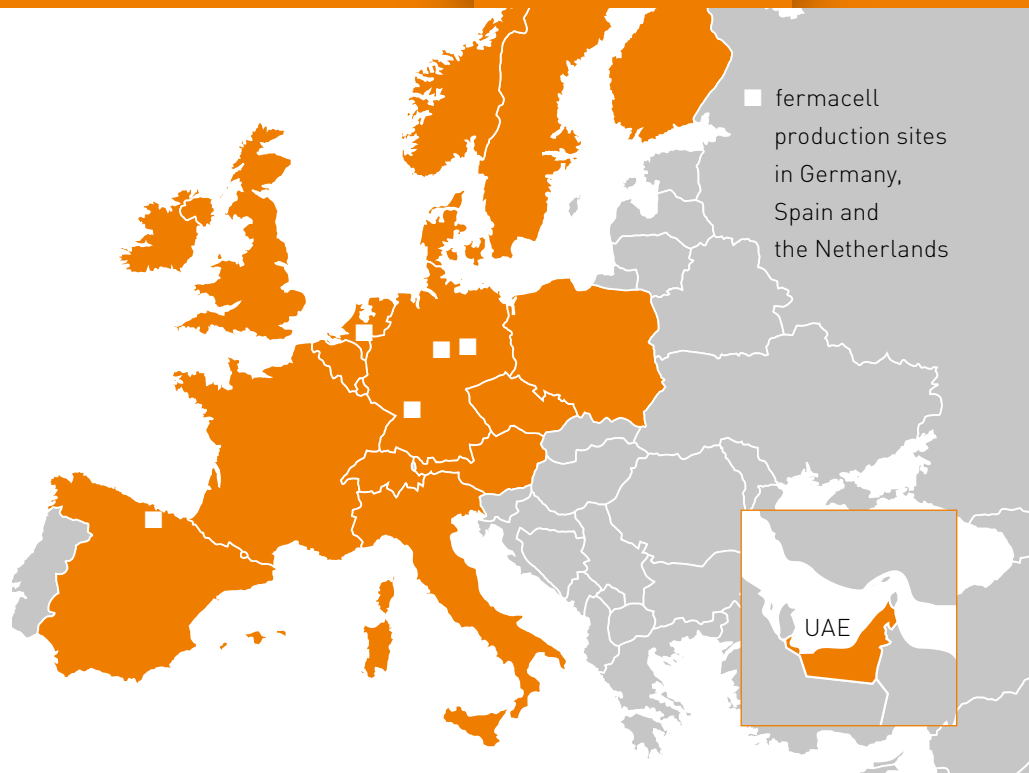 fermacell
production sites
in Germany,
Spain and
the Netherlands
UAE